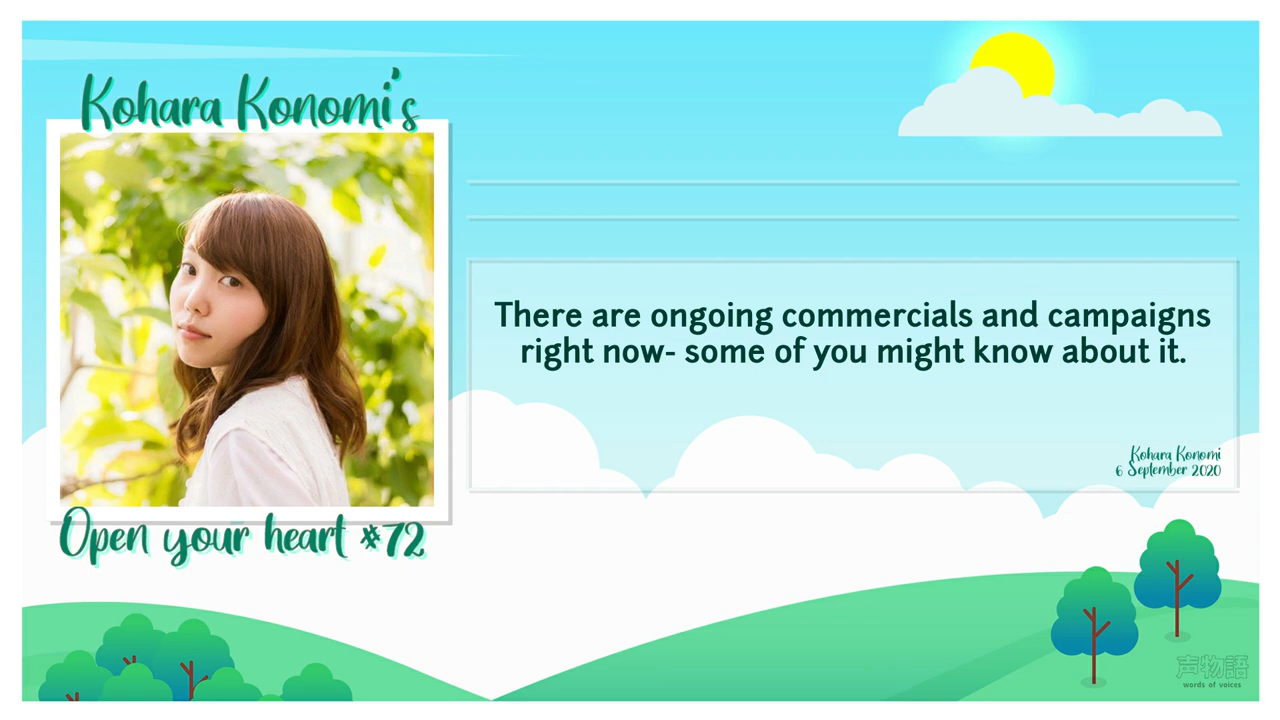 Kohara Konomi's
Open your heart #72
There are ongoing commercials and campaigns
right now- some of you might know about it.
Kohara Konomi
6 September 2020
声物語
words of voices